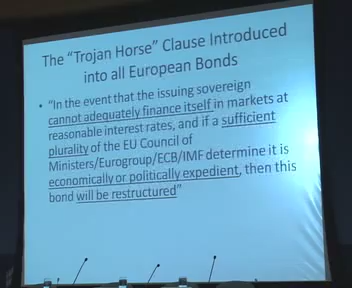 The “Trojan Horse” Clause Introduced
into all European Bonds
• “In the event that the issuing sovereign
cannot adequately finance itself in markets at
reasonable interest rates, and if a sufficient
plurality of the EU Council of
Ministers/Eurogroup/ECB/IMF determine it is
economically or politically expedient, then this
bond will be restructured”